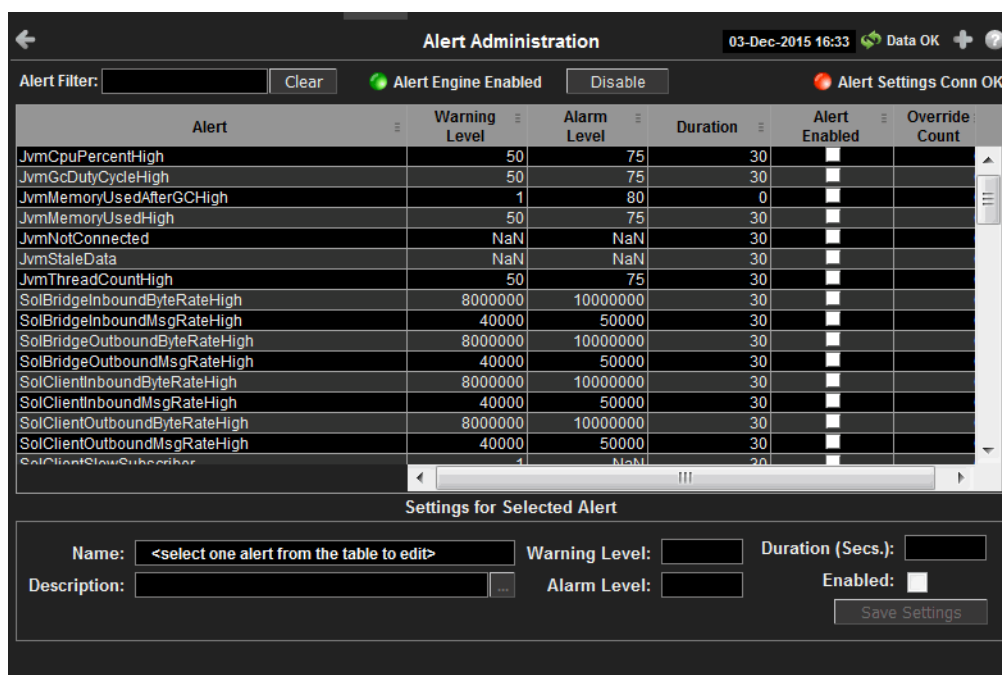 Alert Administration 03-Dec-2015 16:33 Data OK
Alert Filter: Clear Alert Engine Enabled Disable Alert Settings Conn OK
Alert Warning Level Alarm Level Duration Alert Enabled Override Count
JvmCpuPercentHigh 50 75 30
JvmGcDutyCycleHigh 50 75 30
JvmMemoryUsedAfterGCHigh 1 80 0
JvmMemoryUsedHigh 50 75 30
JvmNotConnected NaN NaN 30
JvmStaleData NaN NaN 30
JvmThreadCountHigh 50 75 30
SolBridgeInboundByteRateHigh 8000000 10000000 30
SolBridgeInboundMsgRateHigh 40000 50000 30
SolBridgeOutboundByteRateHigh 8000000 10000000 30
SolBridgeOutboundMsgRateHigh 40000 50000 30
SolClientInboundByteRateHigh 8000000 10000000 30
SolClientInboundMsgRateHigh 40000 50000 30
SolClientOutboundByteRateHigh 8000000 10000000 30
SolClientOutboundMsgRateHigh 40000 50000 30
SolClientSlowSubscriber 1 NaN 30
Settings for Selected Alert
Name: <select one alert from the table to edit> Warning Level: Duration (Secs.):
Description: ... Alarm Level: Enabled:
Save Settings